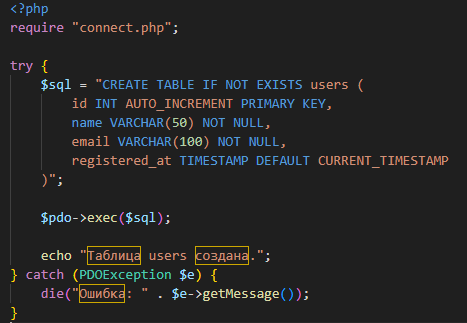 <?php
require "connect.php";

try {
    $sql = "CREATE TABLE IF NOT EXISTS users (
        id INT AUTO_INCREMENT PRIMARY KEY,
        name VARCHAR(50) NOT NULL,
        email VARCHAR(100) NOT NULL,
        registered_at TIMESTAMP DEFAULT CURRENT_TIMESTAMP
    )";

    $pdo->exec($sql);

    echo "Таблица users создана.";
} catch (PDOException $e) {
    die("Ошибка: " . $e->getMessage());
}